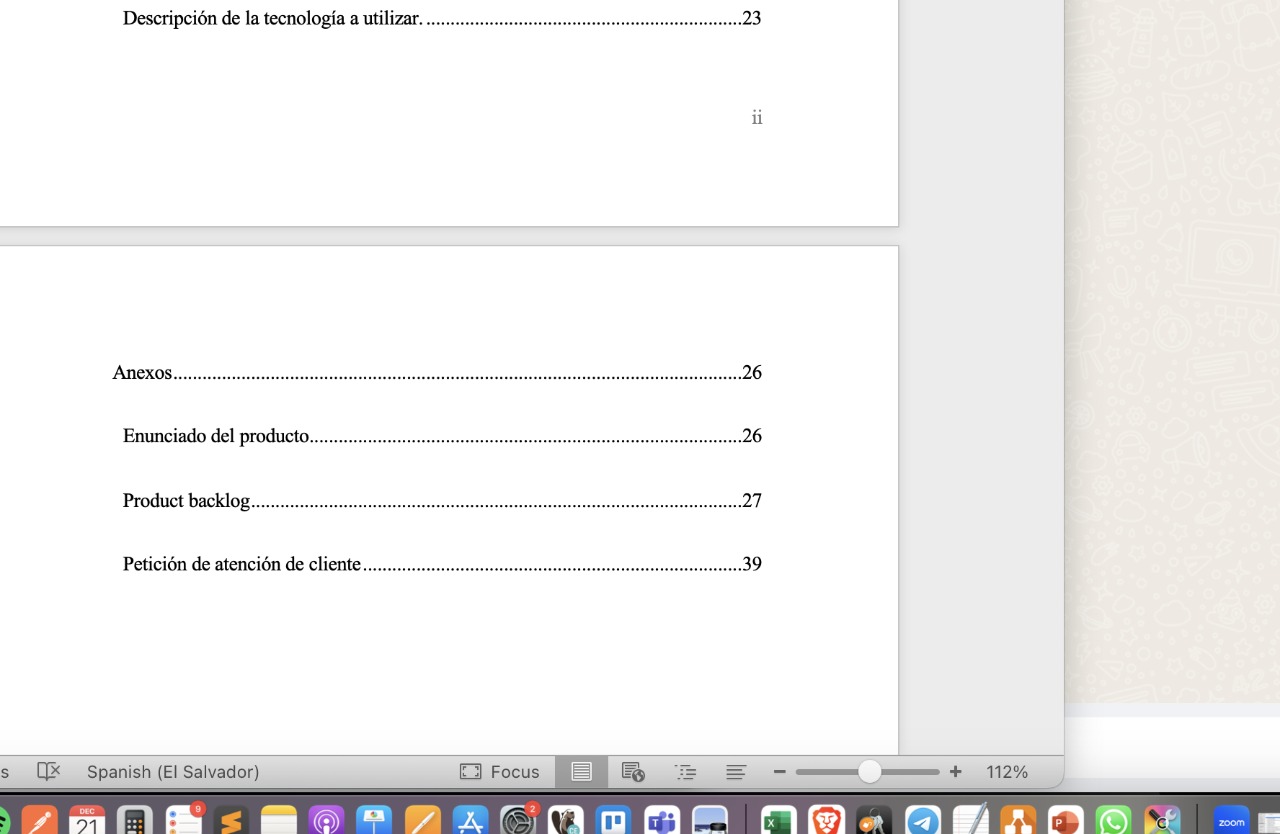 Descripción de la tecnología a utilizar. ..................................................................23
ii
Anexos.....................................................................................................................26
Enunciado del producto.........................................................................................26
Product backlog.....................................................................................................27
Petición de atención de cliente..............................................................................39
s Spanish (El Salvador) Focus 112%
DEC 9 2
21 zoom